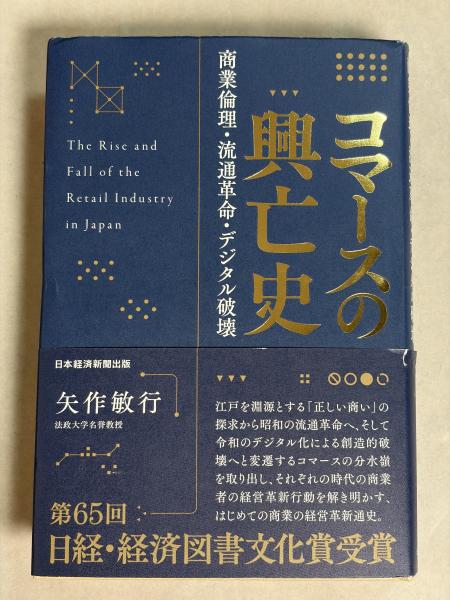 コマースの
興亡史
商業倫理・流通革命・デジタル破壊
The Rise and
Fall of the
Retail Industry
in Japan
日本経済新聞出版
矢作敏行
法政大学名誉教授
江戸を淵源とする「正しい商い」の
探求から昭和の流通革命へ、そして
令和のデジタル化による創造的破
壊へと変遷するコマースの分水嶺
を取り出し、それぞれの時代の商業
者の経営革新行動を解き明かす、
はじめての商業の経営革新通史。
第65回
日経・経済図書文化賞受賞